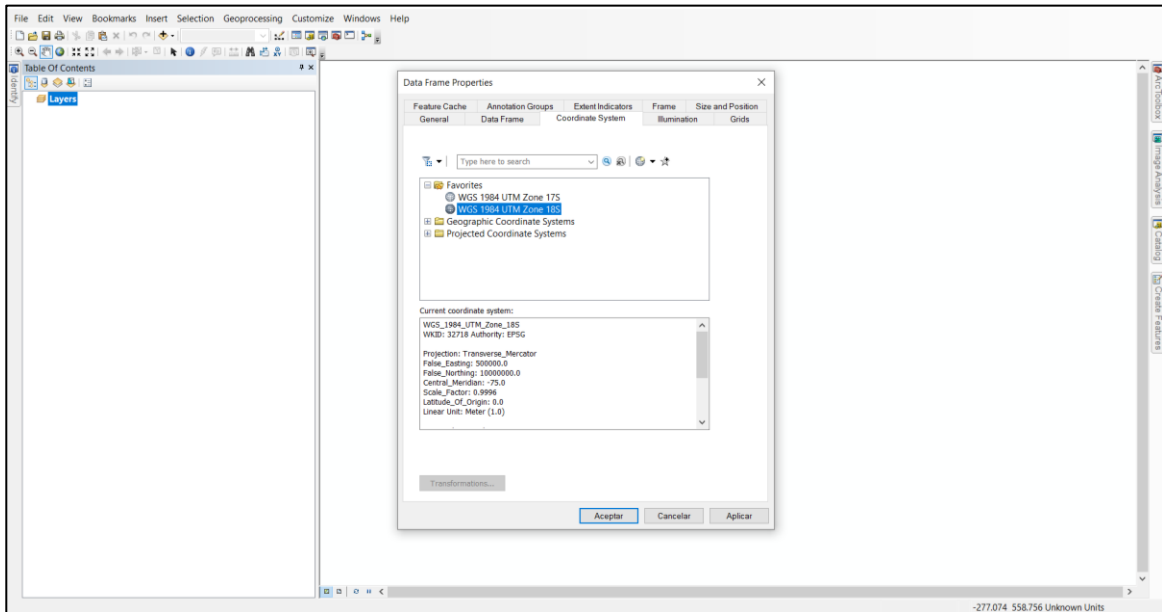 File Edit View Bookmarks Insert Selection Geoprocessing Customize Windows Help
Table Of Contents
Identify
Layers
Data Frame Properties
Feature Cache Annotation Groups Extent Indicators Frame Size and Position
General Data Frame Coordinate System Illumination Grids
Type here to search
Favorites
WGS 1984 UTM Zone 17S
WGS 1984 UTM Zone 18S
Geographic Coordinate Systems
Projected Coordinate Systems
Current coordinate system:
WGS_1984_UTM_Zone_18S
WKID: 32718 Authority: EPSG
Projection: Transverse_Mercator
False_Easting: 500000.0
False_Northing: 10000000.0
Central_Meridian: -75.0
Scale_Factor: 0.9996
Latitude_Of_Origin: 0.0
Linear Unit: Meter (1.0)
Transformations...
Aceptar Cancelar Aplicar
ArcToolbox
Image Analysis
Catalog
Create Features
-277.074 558.756 Unknown Units